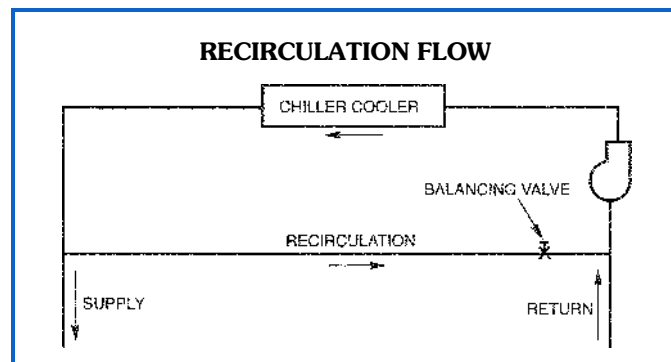 RECIRCULATION FLOW
CHILLER COOLER
BALANCING VALVE
RECIRCULATION
SUPPLY
RETURN